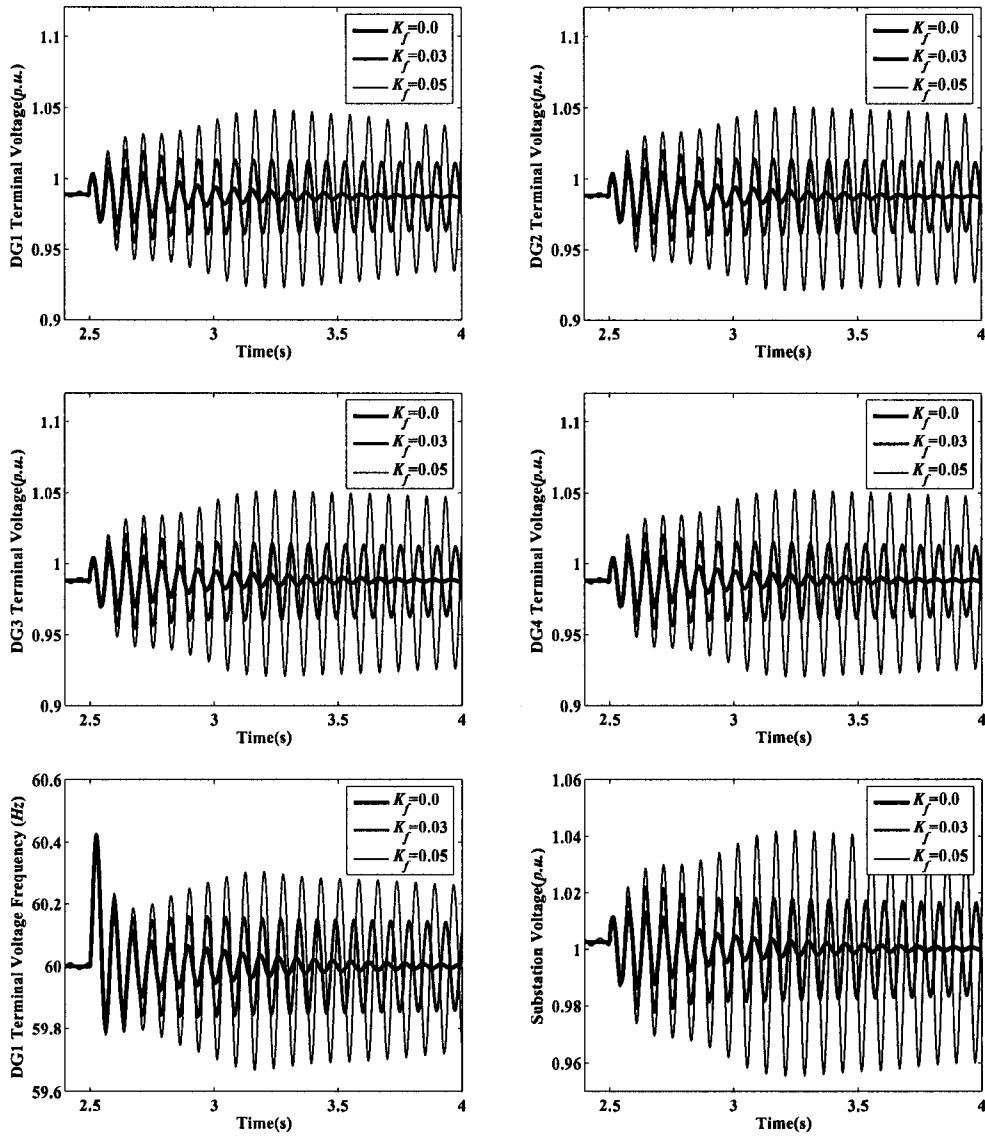 1.1
1.05
1
0.95
0.9
DG1 Terminal Voltage(p.u.)
K_f=0.0
K_f=0.03
K_f=0.05
2.5 3 3.5 4
Time(s)
1.1
1.05
1
0.95
0.9
DG2 Terminal Voltage(p.u.)
K_f=0.0
K_f=0.03
K_f=0.05
2.5 3 3.5 4
Time(s)
1.1
1.05
1
0.95
0.9
DG3 Terminal Voltage(p.u.)
K_f=0.0
K_f=0.03
K_f=0.05
2.5 3 3.5 4
Time(s)
1.1
1.05
1
0.95
0.9
DG4 Terminal Voltage(p.u.)
K_f=0.0
K_f=0.03
K_f=0.05
2.5 3 3.5 4
Time(s)
60.6
60.4
60.2
60
59.8
59.6
DG1 Terminal Voltage Frequency (Hz)
K_f=0.0
K_f=0.03
K_f=0.05
2.5 3 3.5 4
Time(s)
1.06
1.04
1.02
1
0.98
0.96
Substation Voltage(p.u.)
K_f=0.0
K_f=0.03
K_f=0.05
2.5 3 3.5 4
Time(s)